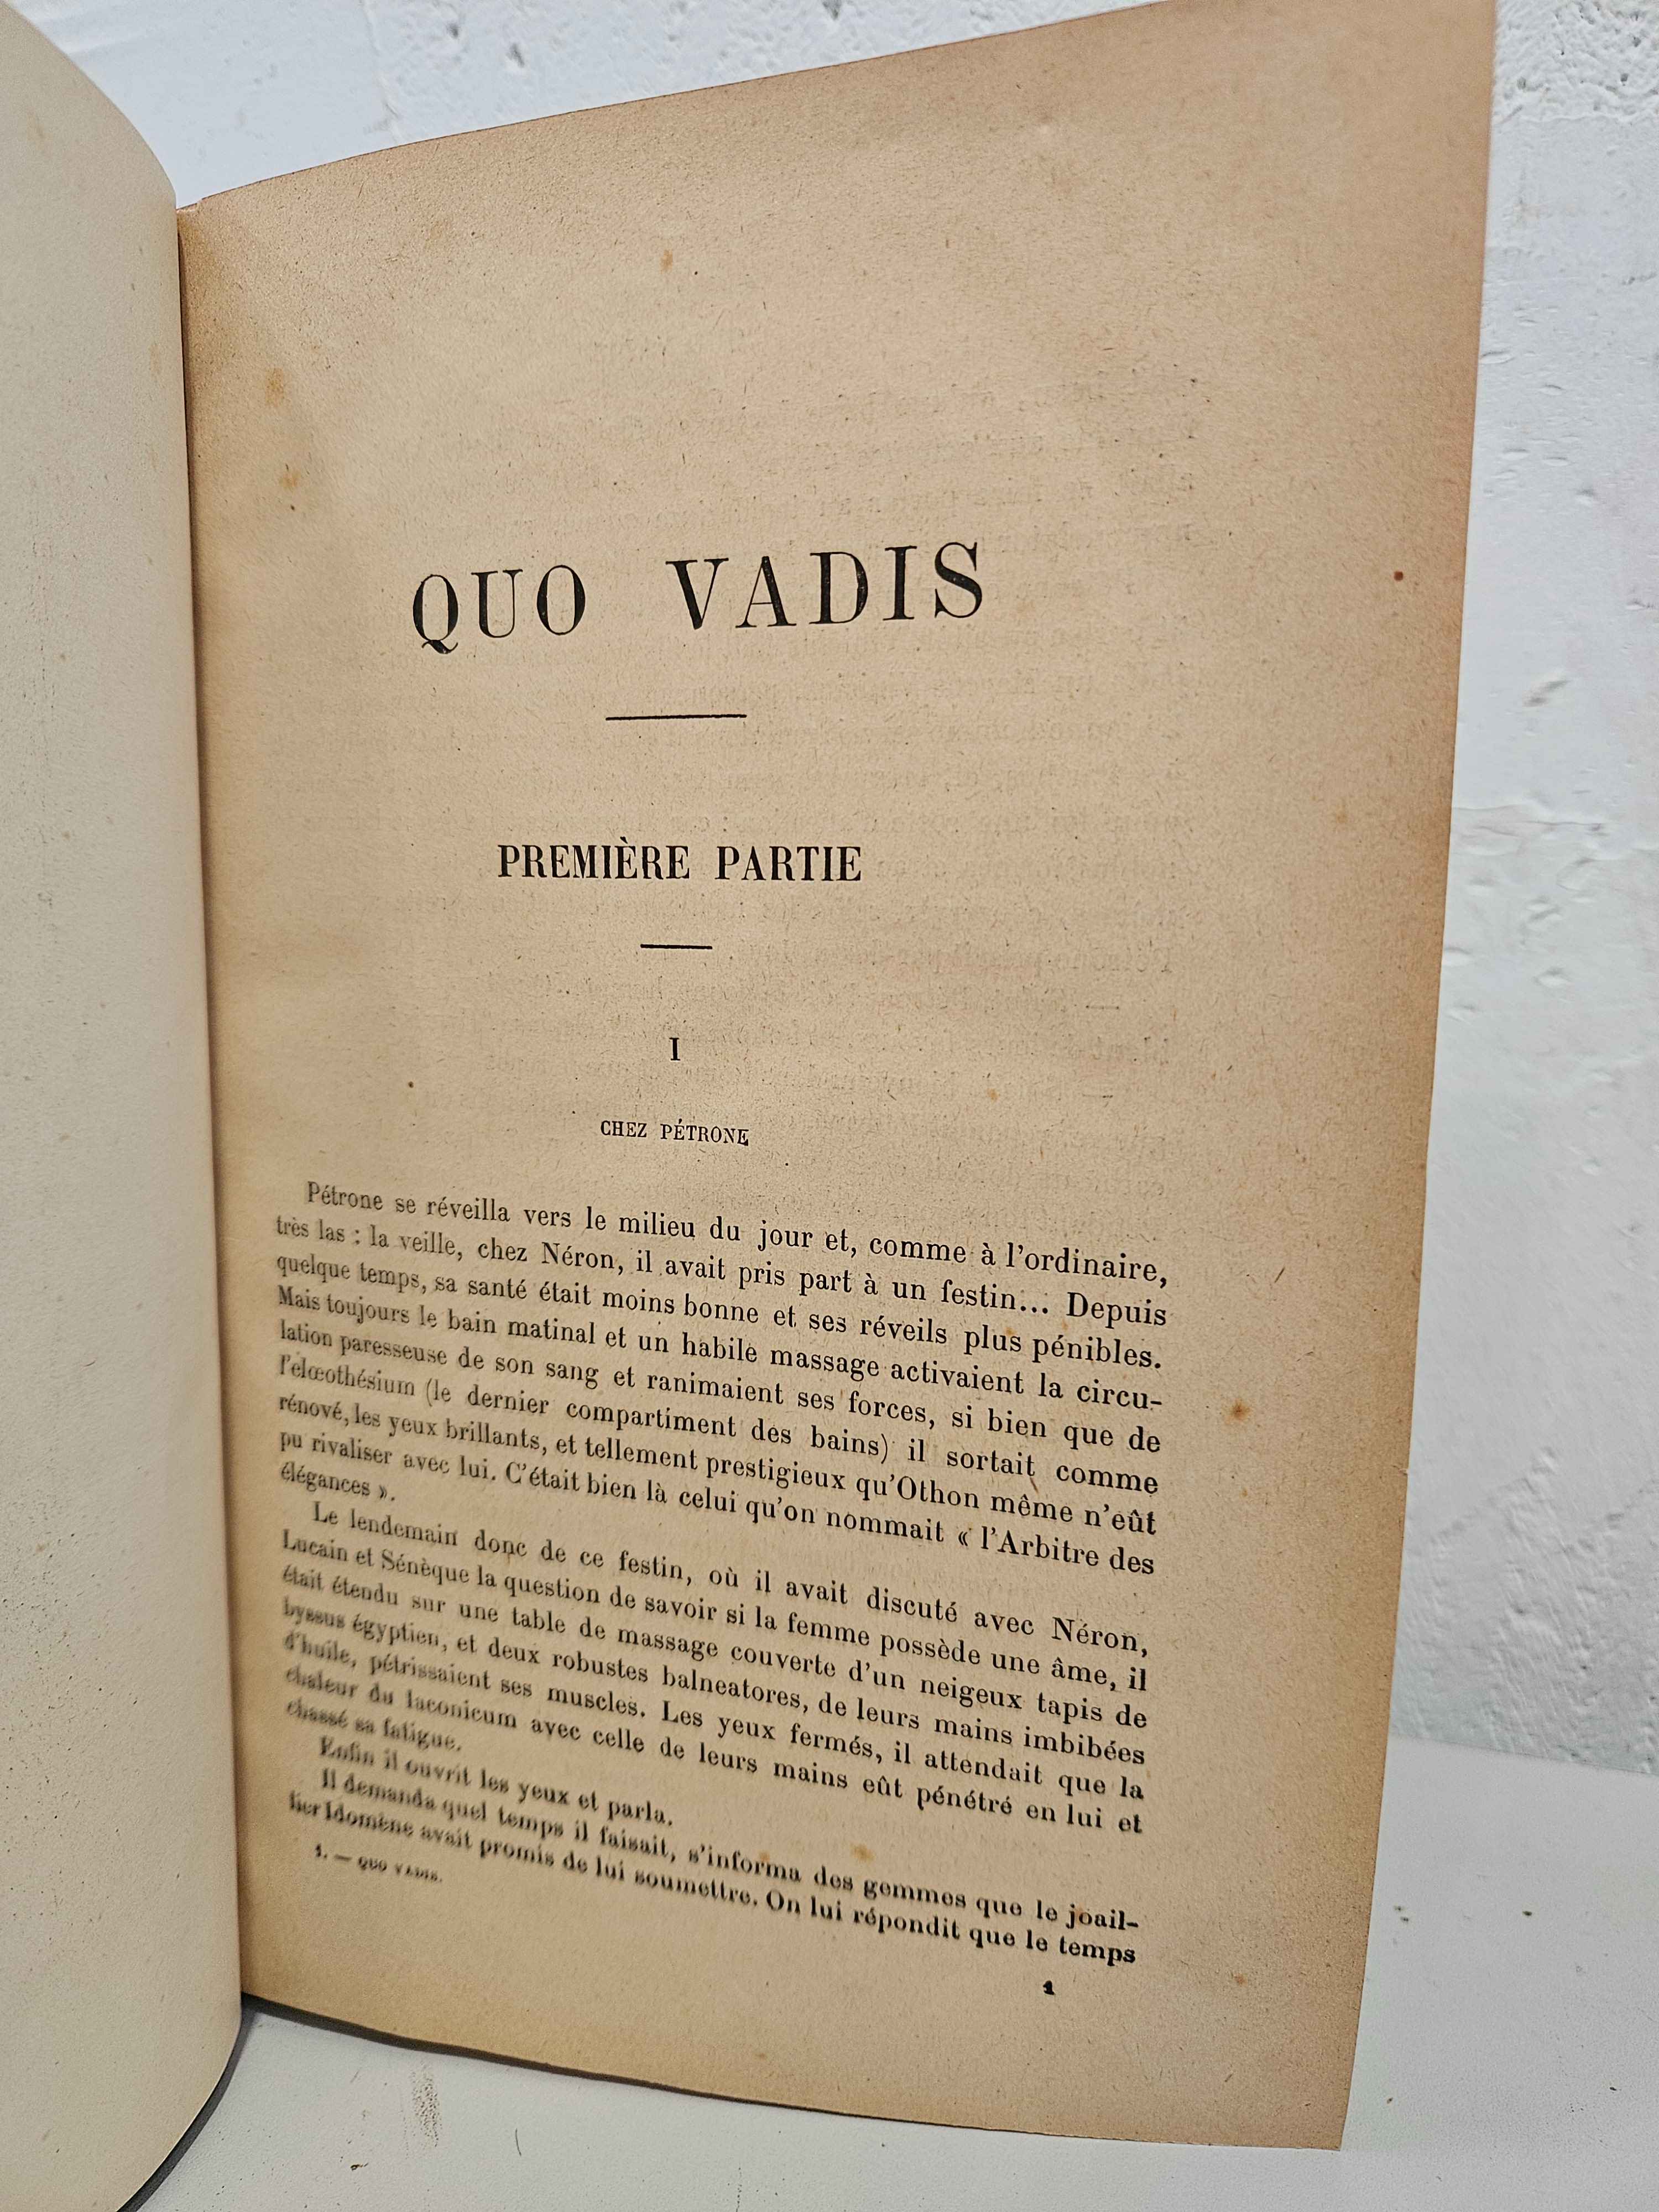 QUO VADIS
PREMIÈRE PARTIE
I
CHEZ PÉTRONE
Pétrone se réveilla vers le milieu du jour et, comme à l'ordinaire,
très las : la veille, chez Néron, il avait pris part à un festin... Depuis
quelque temps, sa santé était moins bonne et ses réveils plus pénibles.
Mais toujours le bain matinal et un habile massage activaient la circu-
lation paresseuse de son sang et ranimaient ses forces, si bien que de
l'elœothésium (le dernier compartiment des bains) il sortait comme
rénové, les yeux brillants, et tellement prestigieux qu'Othon même n'eût
pu rivaliser avec lui. C'était bien là celui qu'on nommait « l'Arbitre des
élégances ».
Le lendemain donc de ce festin, où il avait discuté avec Néron,
Lucain et Sénèque la question de savoir si la femme possède une âme, il
était étendu sur une table de massage couverte d'un neigeux tapis de
byssus égyptien, et deux robustes balneatores, de leurs mains imbibées
d'huile, pétrissaient ses muscles. Les yeux fermés, il attendait que la
chaleur du laconicum avec celle de leurs mains eût pénétré en lui et
chassé sa fatigue.
Enfin il ouvrit les yeux et parla.
Il demanda quel temps il faisait, s'informa des gemmes que le joail-
lier Idomène avait promis de lui soumettre. On lui répondit que le temps
1. — QUO VADIS.
1